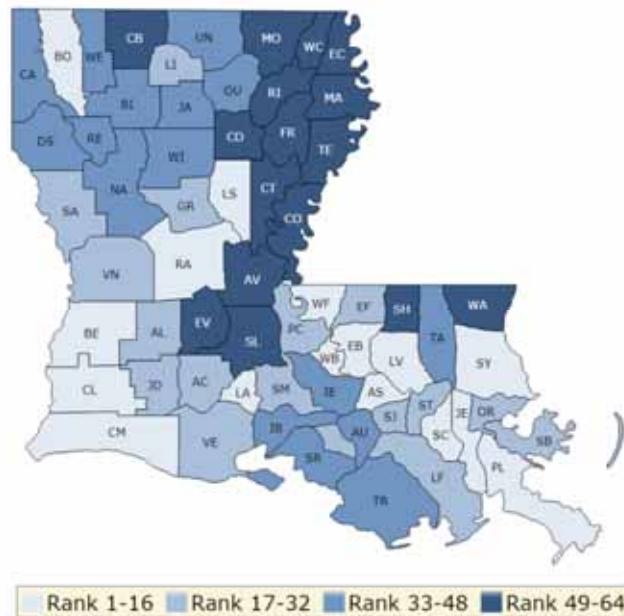 CB UN MO WC EC
BO WE LI
CA OU RI MA
BI JA
DS RE CD FR TE
WI
NA LS CT
SA GR CO
RA
VN AV
WF EF SH WA
BE AL EV PC TA
SL EB
WB LV SY
CL JD AC LA SM IE AS
ST JE OR
SJ
CM VE IB AU SC SB
SR LF PL
TR
Rank 1-16 Rank 17-32 Rank 33-48 Rank 49-64